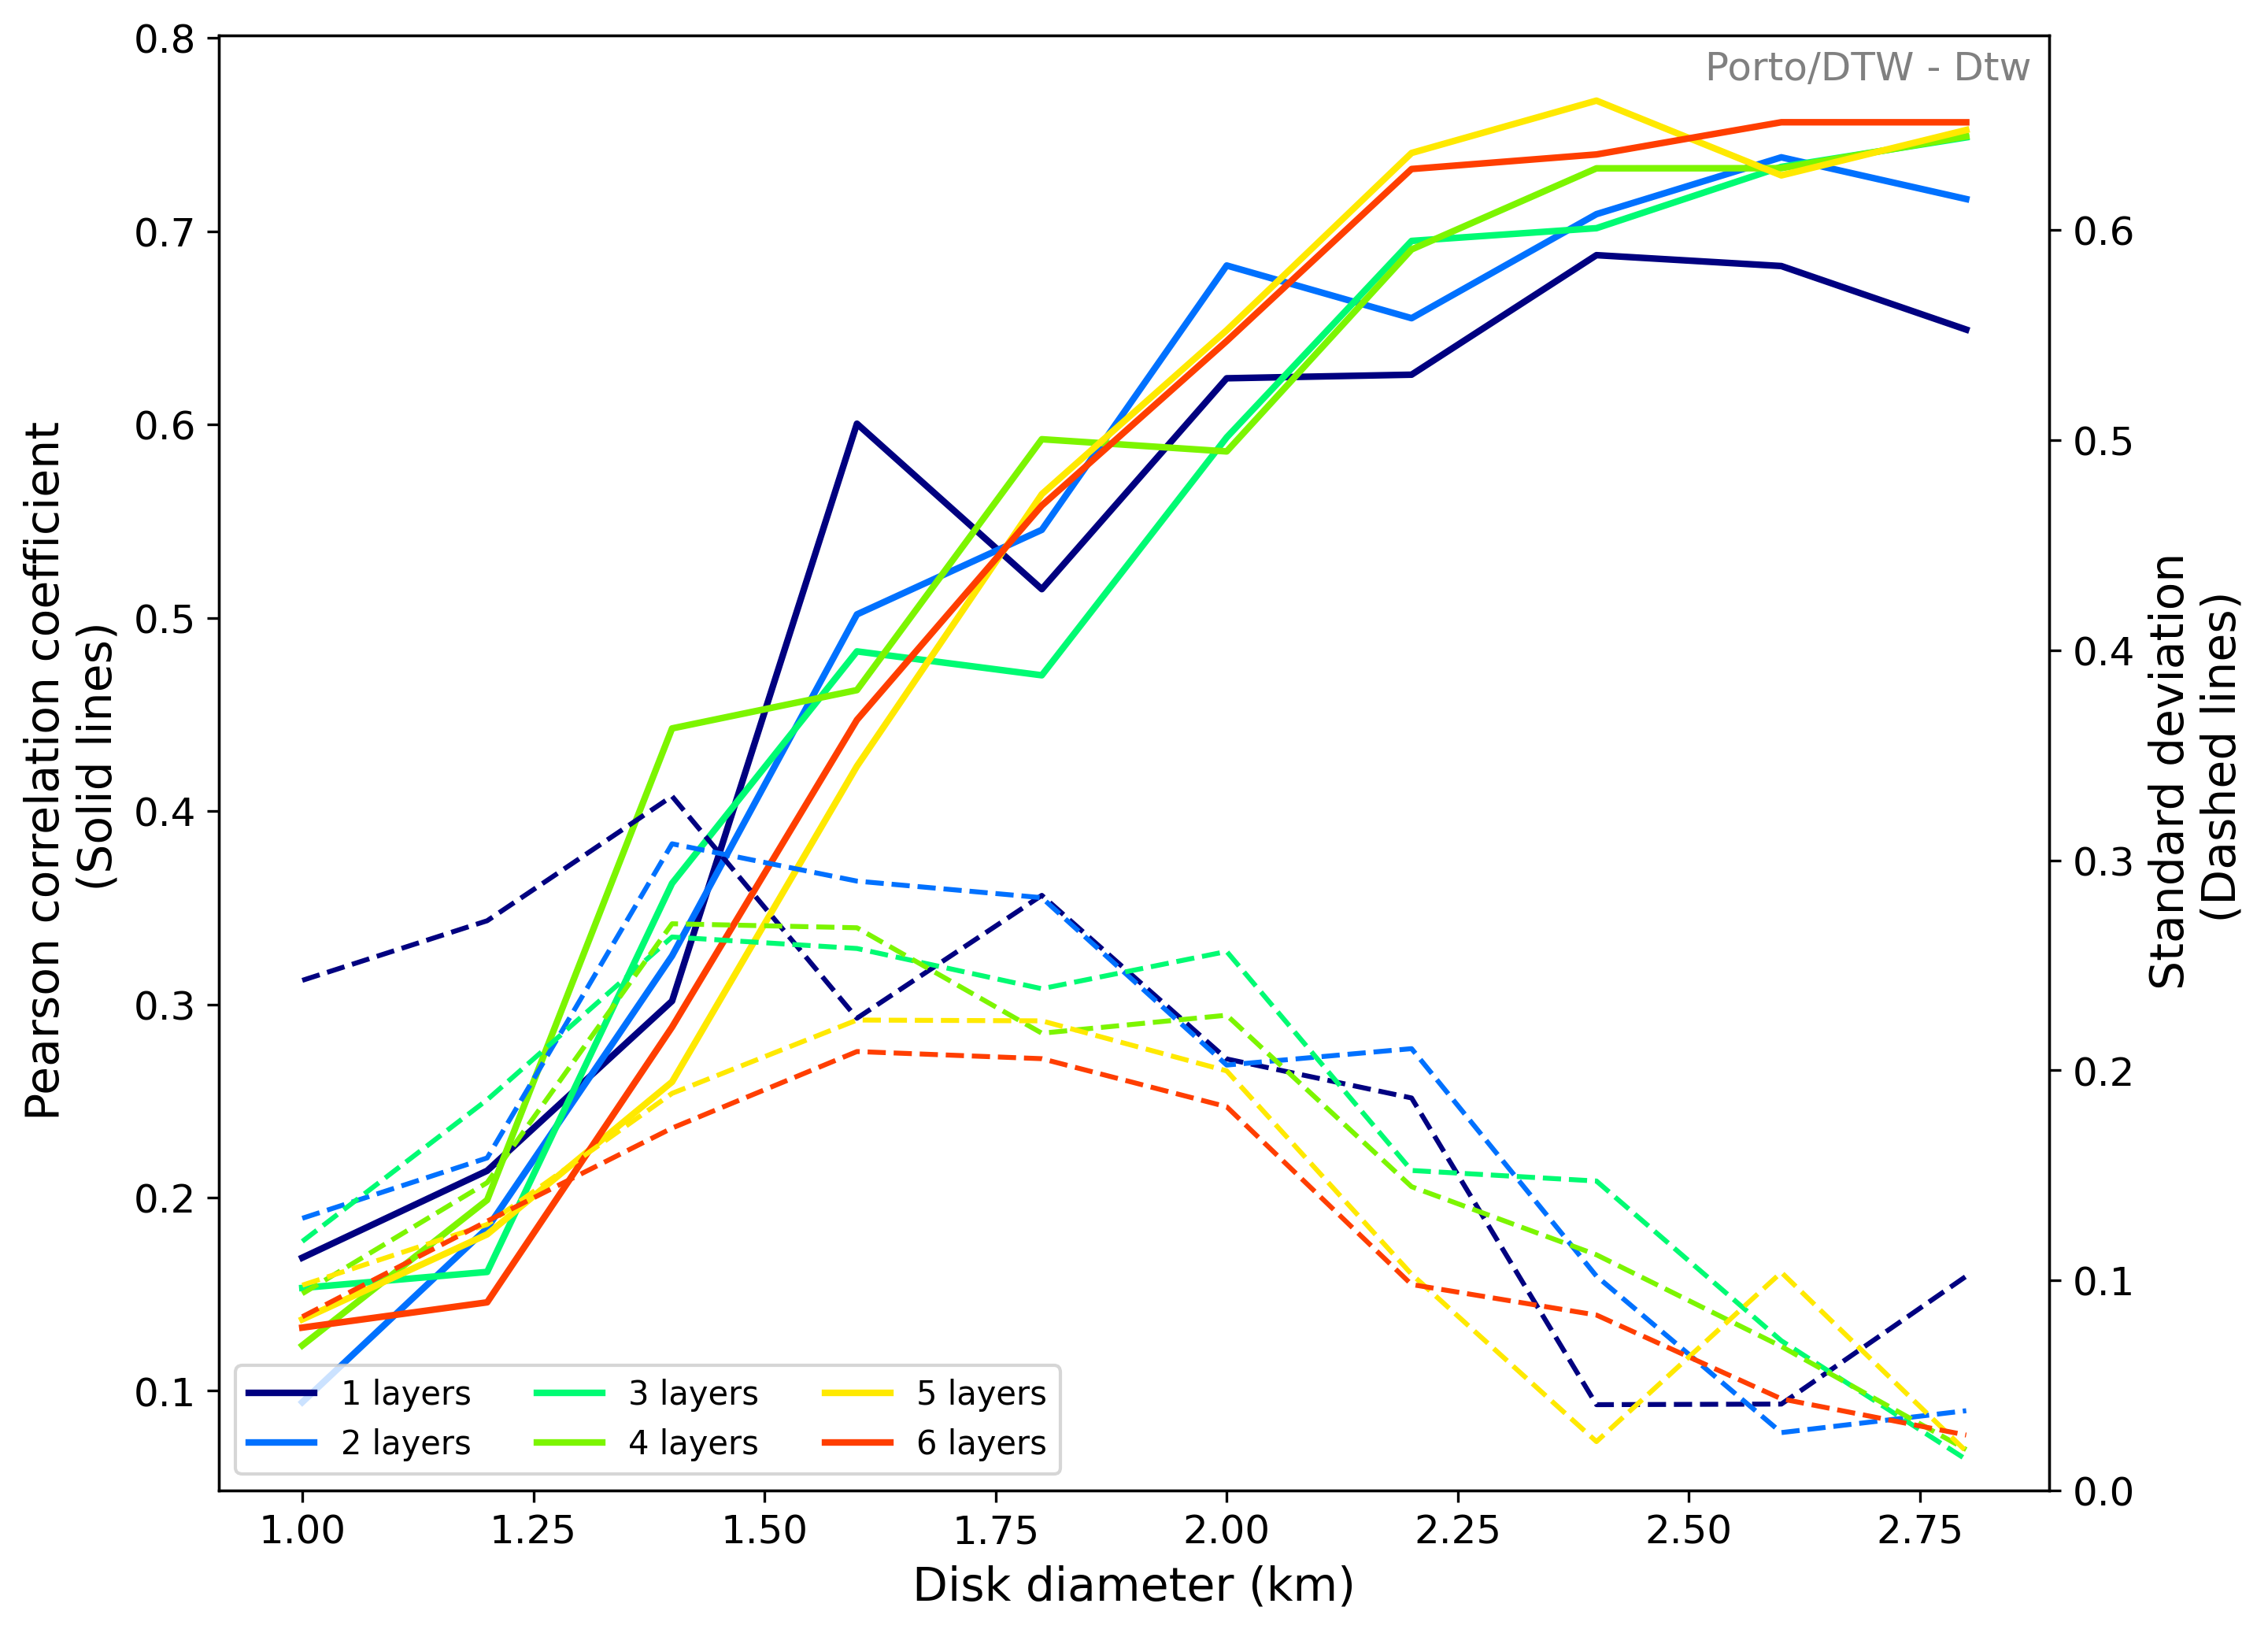 Porto/DTW - Dtw
Pearson correlation coefficient
(Solid lines)
0.8
0.7
0.6
0.5
0.4
0.3
0.2
0.1
Standard deviation
(Dashed lines)
0.6
0.5
0.4
0.3
0.2
0.1
0.0
1 layers
2 layers
3 layers
4 layers
5 layers
6 layers
1.00 1.25 1.50 1.75 2.00 2.25 2.50 2.75
Disk diameter (km)